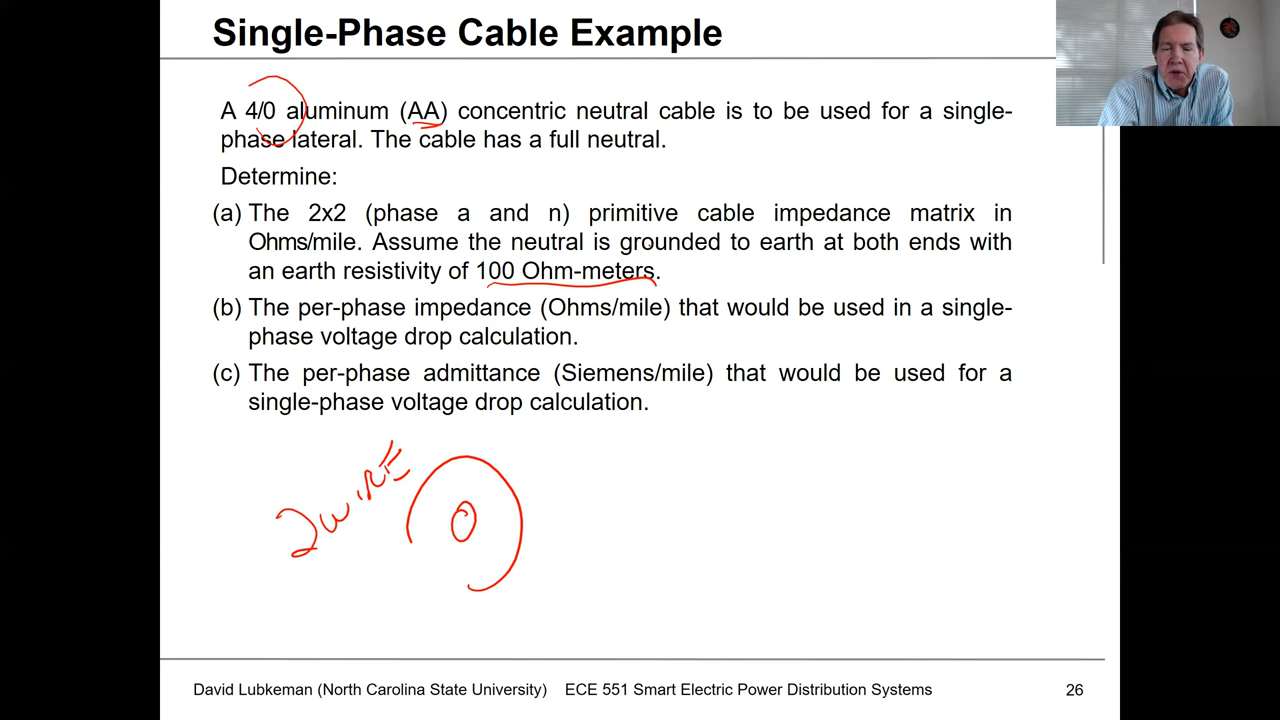 Single-Phase Cable Example
A 4/0 aluminum (AA) concentric neutral cable is to be used for a single-
phase lateral. The cable has a full neutral.
Determine:
(a) The 2x2 (phase a and n) primitive cable impedance matrix in
Ohms/mile. Assume the neutral is grounded to earth at both ends with
an earth resistivity of 100 Ohm-meters.
(b) The per-phase impedance (Ohms/mile) that would be used in a single-
phase voltage drop calculation.
(c) The per-phase admittance (Siemens/mile) that would be used for a
single-phase voltage drop calculation.
2 WIRE
David Lubkeman (North Carolina State University) ECE 551 Smart Electric Power Distribution Systems 26